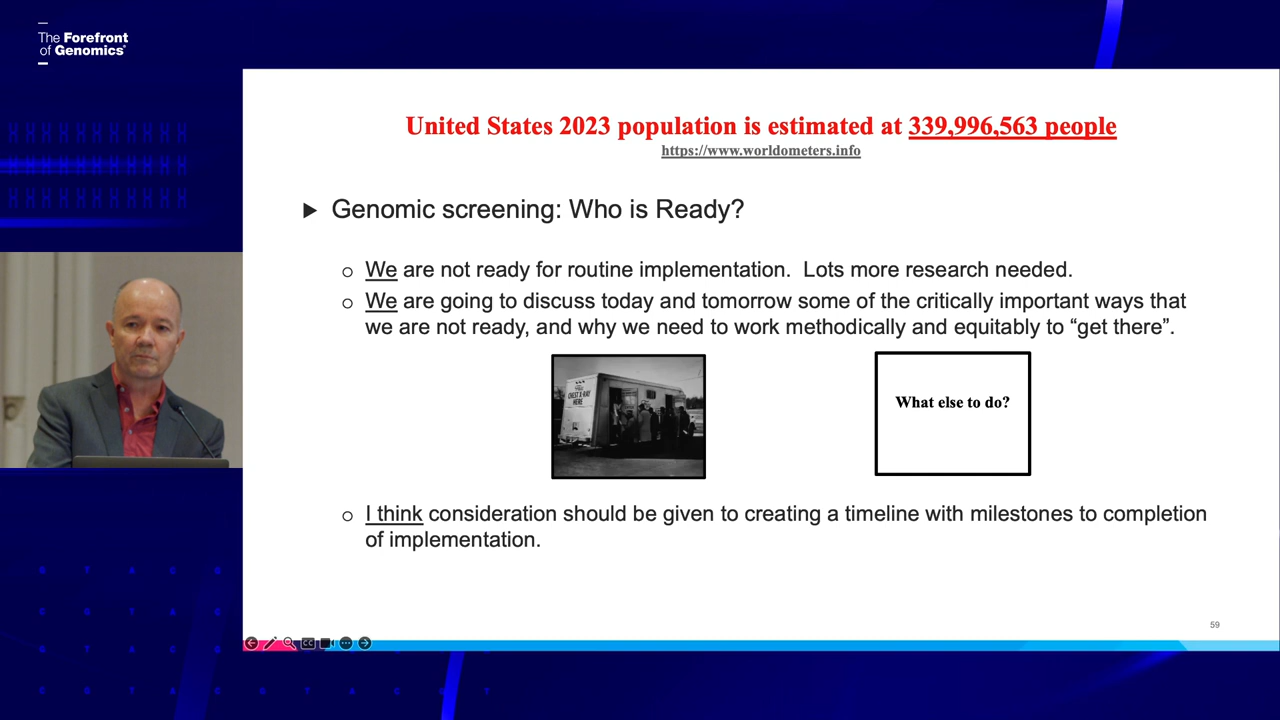 The Forefront
of Genomics®
United States 2023 population is estimated at 339,996,563 people
https://www.worldometers.info
▶ Genomic screening: Who is Ready?
o We are not ready for routine implementation. Lots more research needed.
o We are going to discuss today and tomorrow some of the critically important ways that
we are not ready, and why we need to work methodically and equitably to “get there”.
CHEST X-RAY
HERE
What else to do?
o I think consideration should be given to creating a timeline with milestones to completion
of implementation.
59
CC